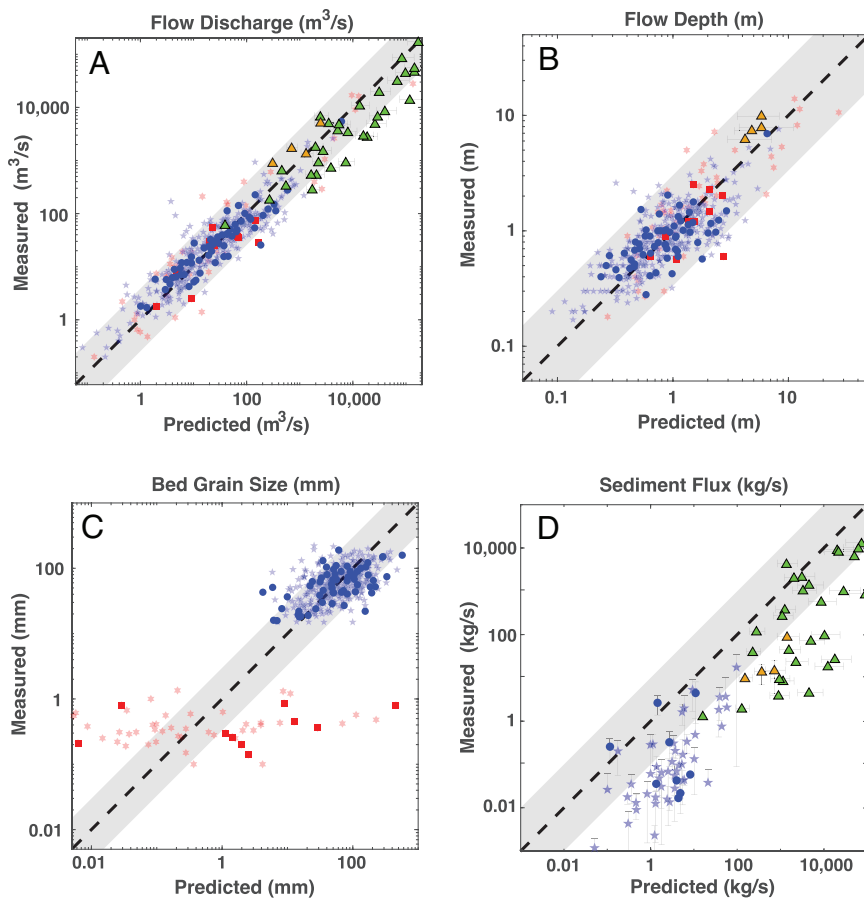 Flow Discharge (m³/s)
A
10,000
100
1
Measured (m³/s)
1
100
10,000
Predicted (m³/s)
Flow Depth (m)
B
10
1
0.1
Measured (m)
0.1
1
10
Predicted (m)
Bed Grain Size (mm)
C
100
1
0.01
Measured (mm)
0.01
1
100
Predicted (mm)
Sediment Flux (kg/s)
D
10,000
100
1
0.01
Measured (kg/s)
0.01
1
100
10,000
Predicted (kg/s)